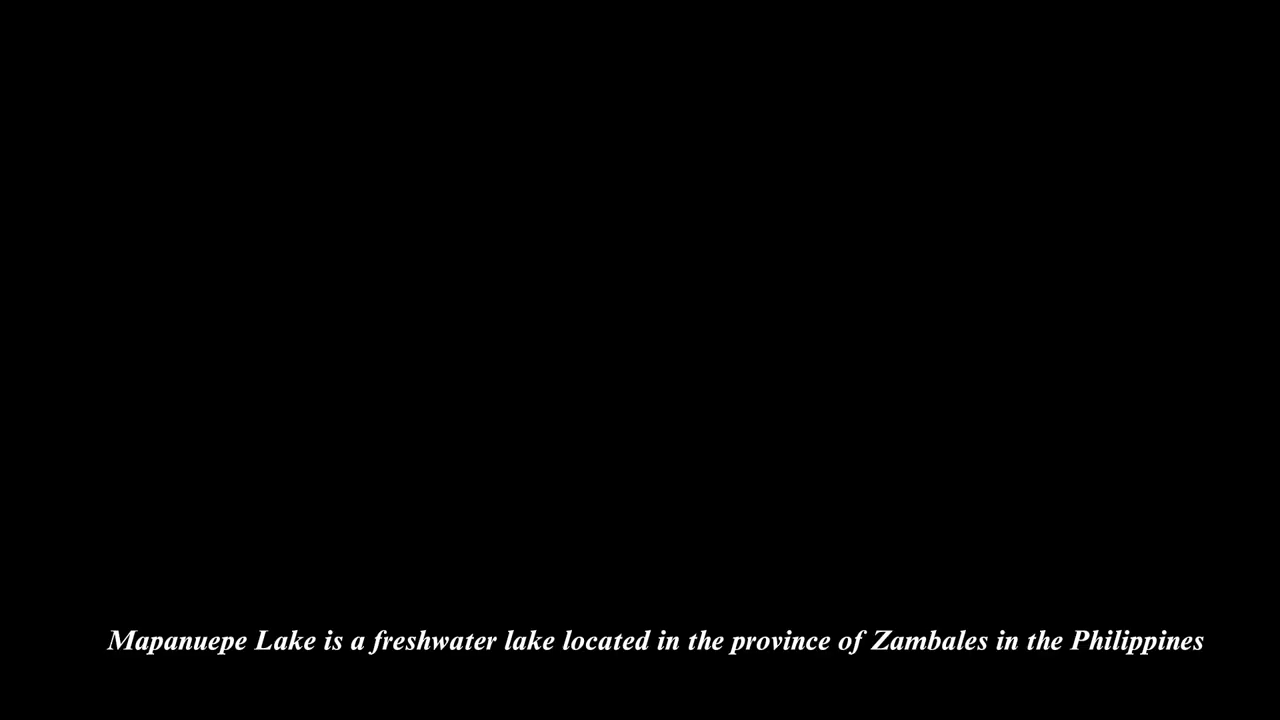 Mapanuepe Lake is a freshwater lake located in the province of Zambales in the Philippines